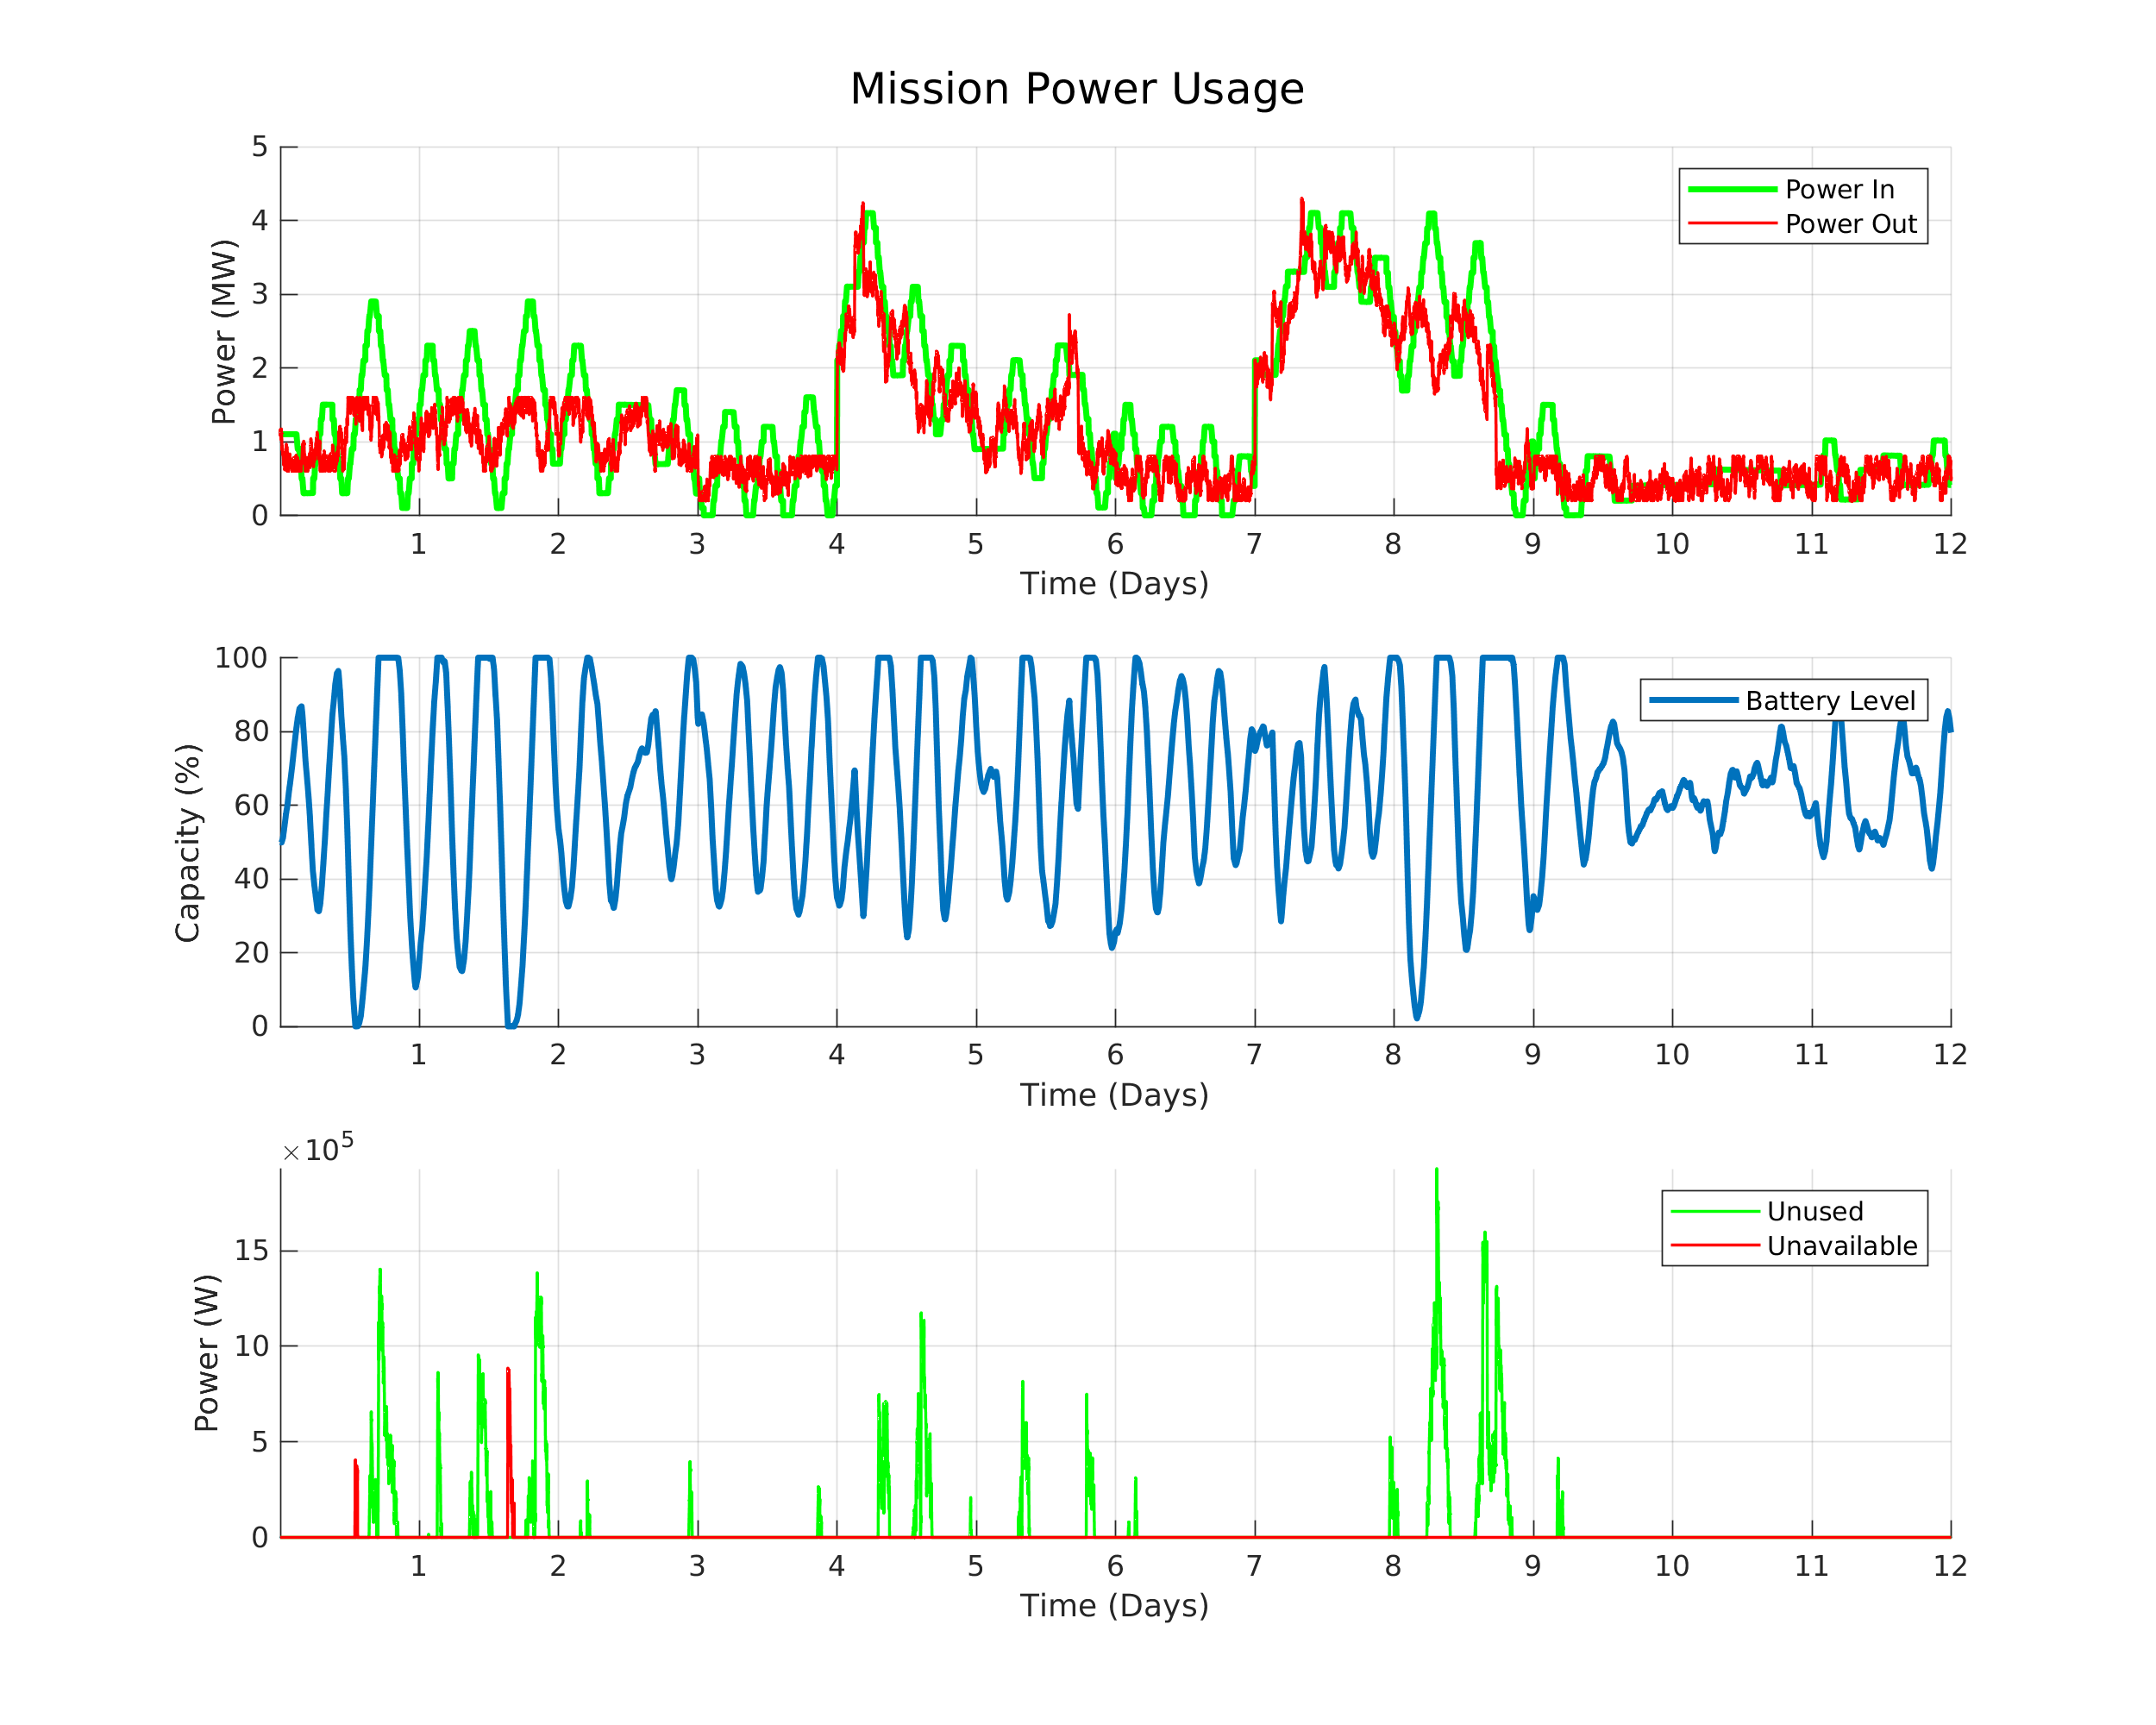 Mission Power Usage
5
4
3
2
1
0
Power (MW)
Power In
Power Out
1 2 3 4 5 6 7 8 9 10 11 12
Time (Days)
100
80
60
40
20
0
Capacity (%)
Battery Level
1 2 3 4 5 6 7 8 9 10 11 12
Time (Days)
×10⁵
15
10
5
0
Power (W)
Unused
Unavailable
1 2 3 4 5 6 7 8 9 10 11 12
Time (Days)